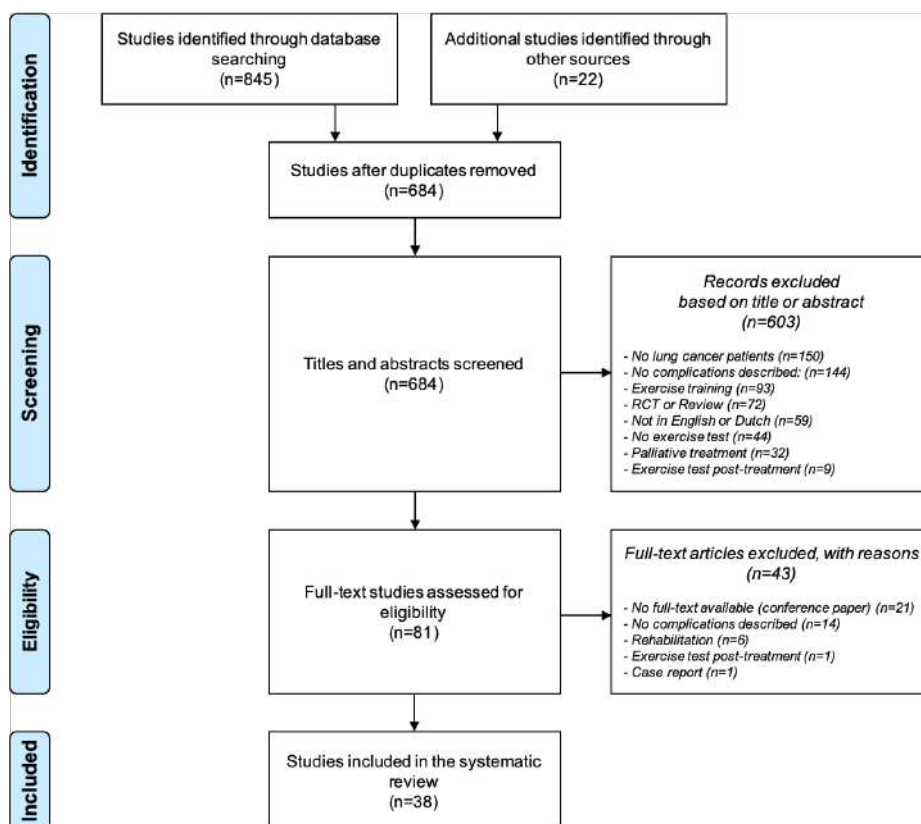 Identification
Studies identified through database
searching
(n=845)
Additional studies identified through
other sources
(n=22)
Studies after duplicates removed
(n=684)
Screening
Titles and abstracts screened
(n=684)
Records excluded
based on title or abstract
(n=603)
- No lung cancer patients (n=150)
- No complications described: (n=144)
- Exercise training (n=93)
- RCT or Review (n=72)
- Not in English or Dutch (n=59)
- No exercise test (n=44)
- Palliative treatment (n=32)
- Exercise test post-treatment (n=9)
Eligibility
Full-text studies assessed for
eligibility
(n=81)
Full-text articles excluded, with reasons
(n=43)
- No full-text available (conference paper) (n=21)
- No complications described (n=14)
- Rehabilitation (n=6)
- Exercise test post-treatment (n=1)
- Case report (n=1)
Included
Studies included in the systematic
review
(n=38)